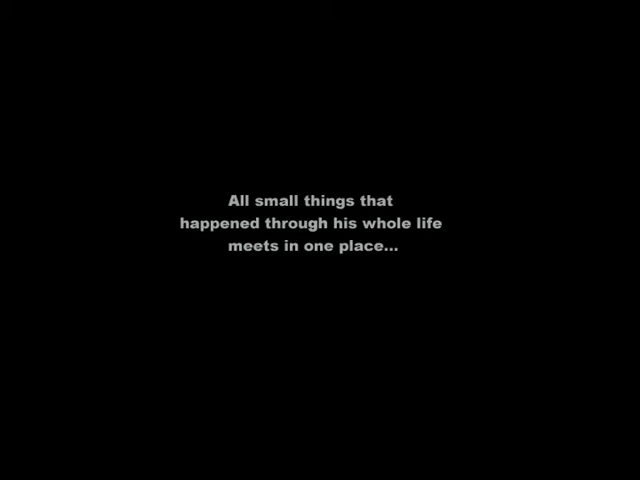 All small things that
happened through his whole life
meets in one place...